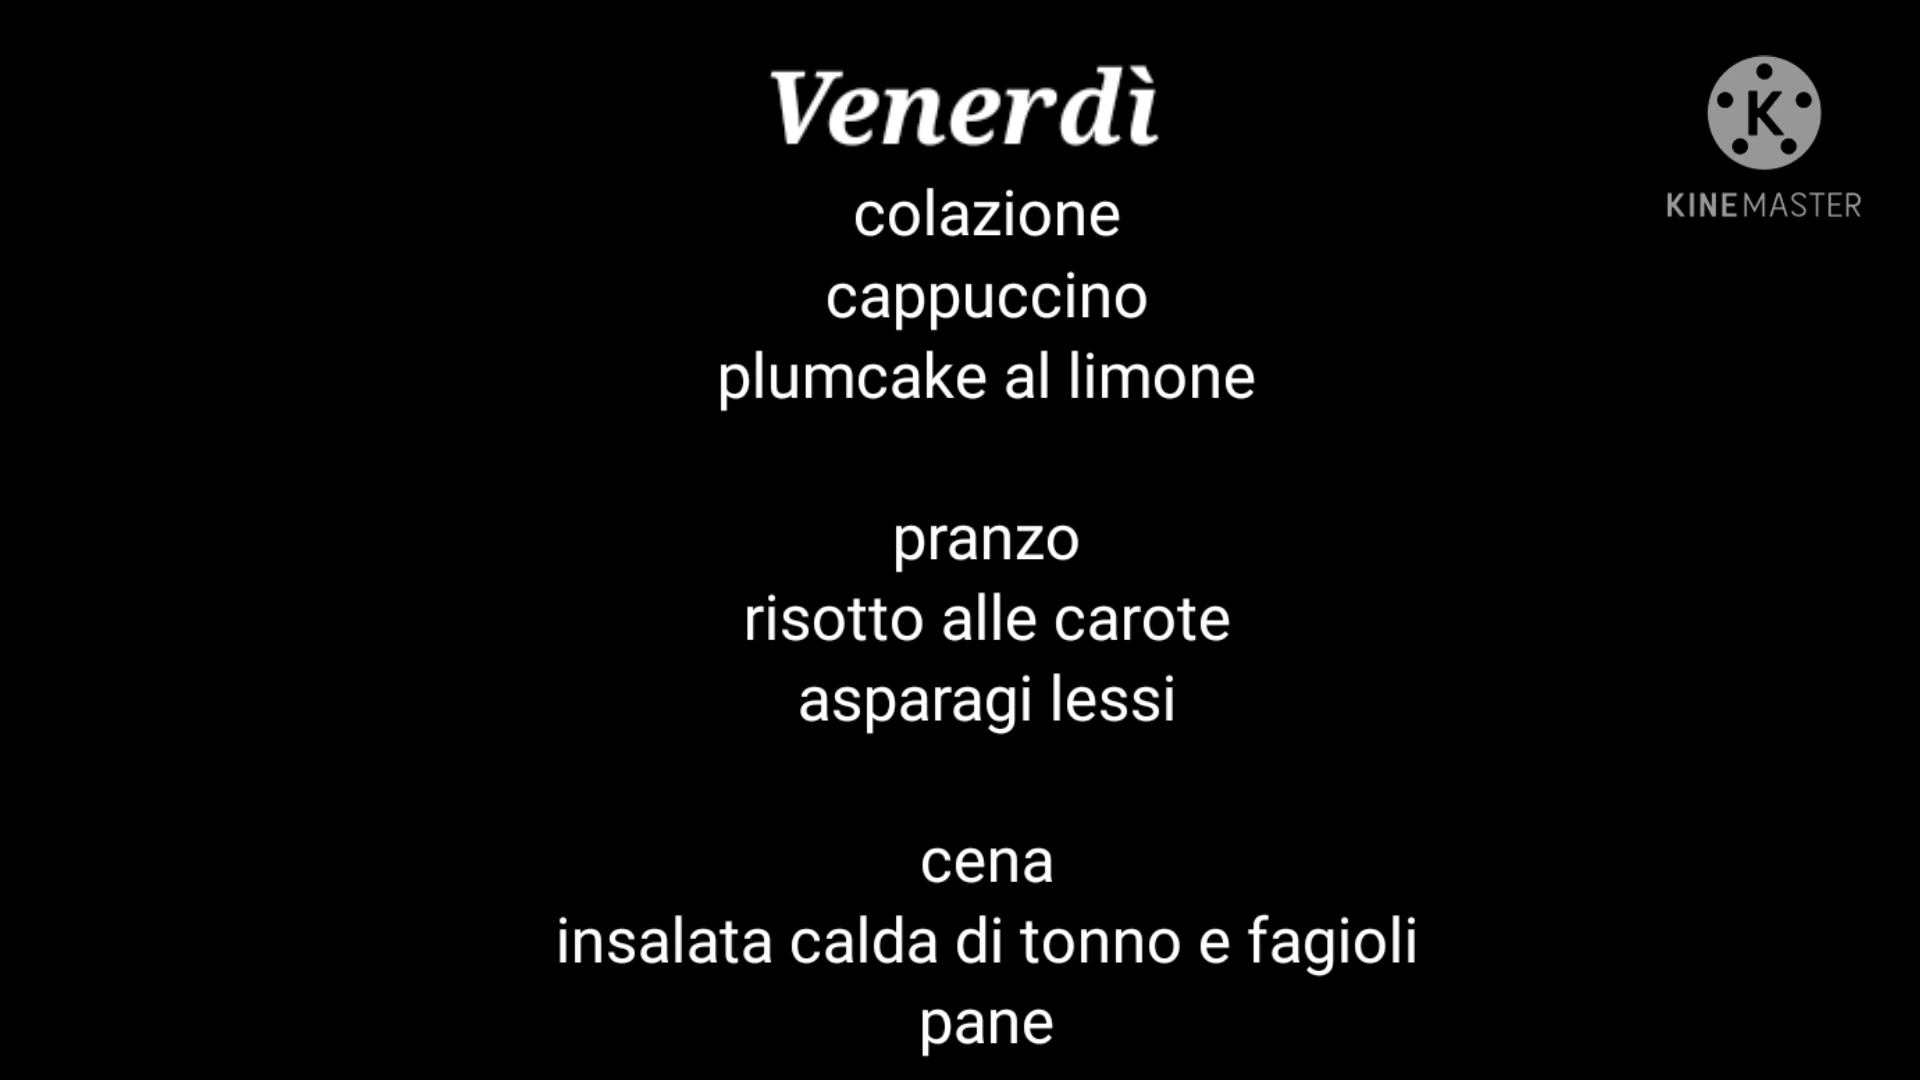 Venerdì
K
KINEMASTER
colazione
cappuccino
plumcake al limone
pranzo
risotto alle carote
asparagi lessi
cena
insalata calda di tonno e fagioli
pane